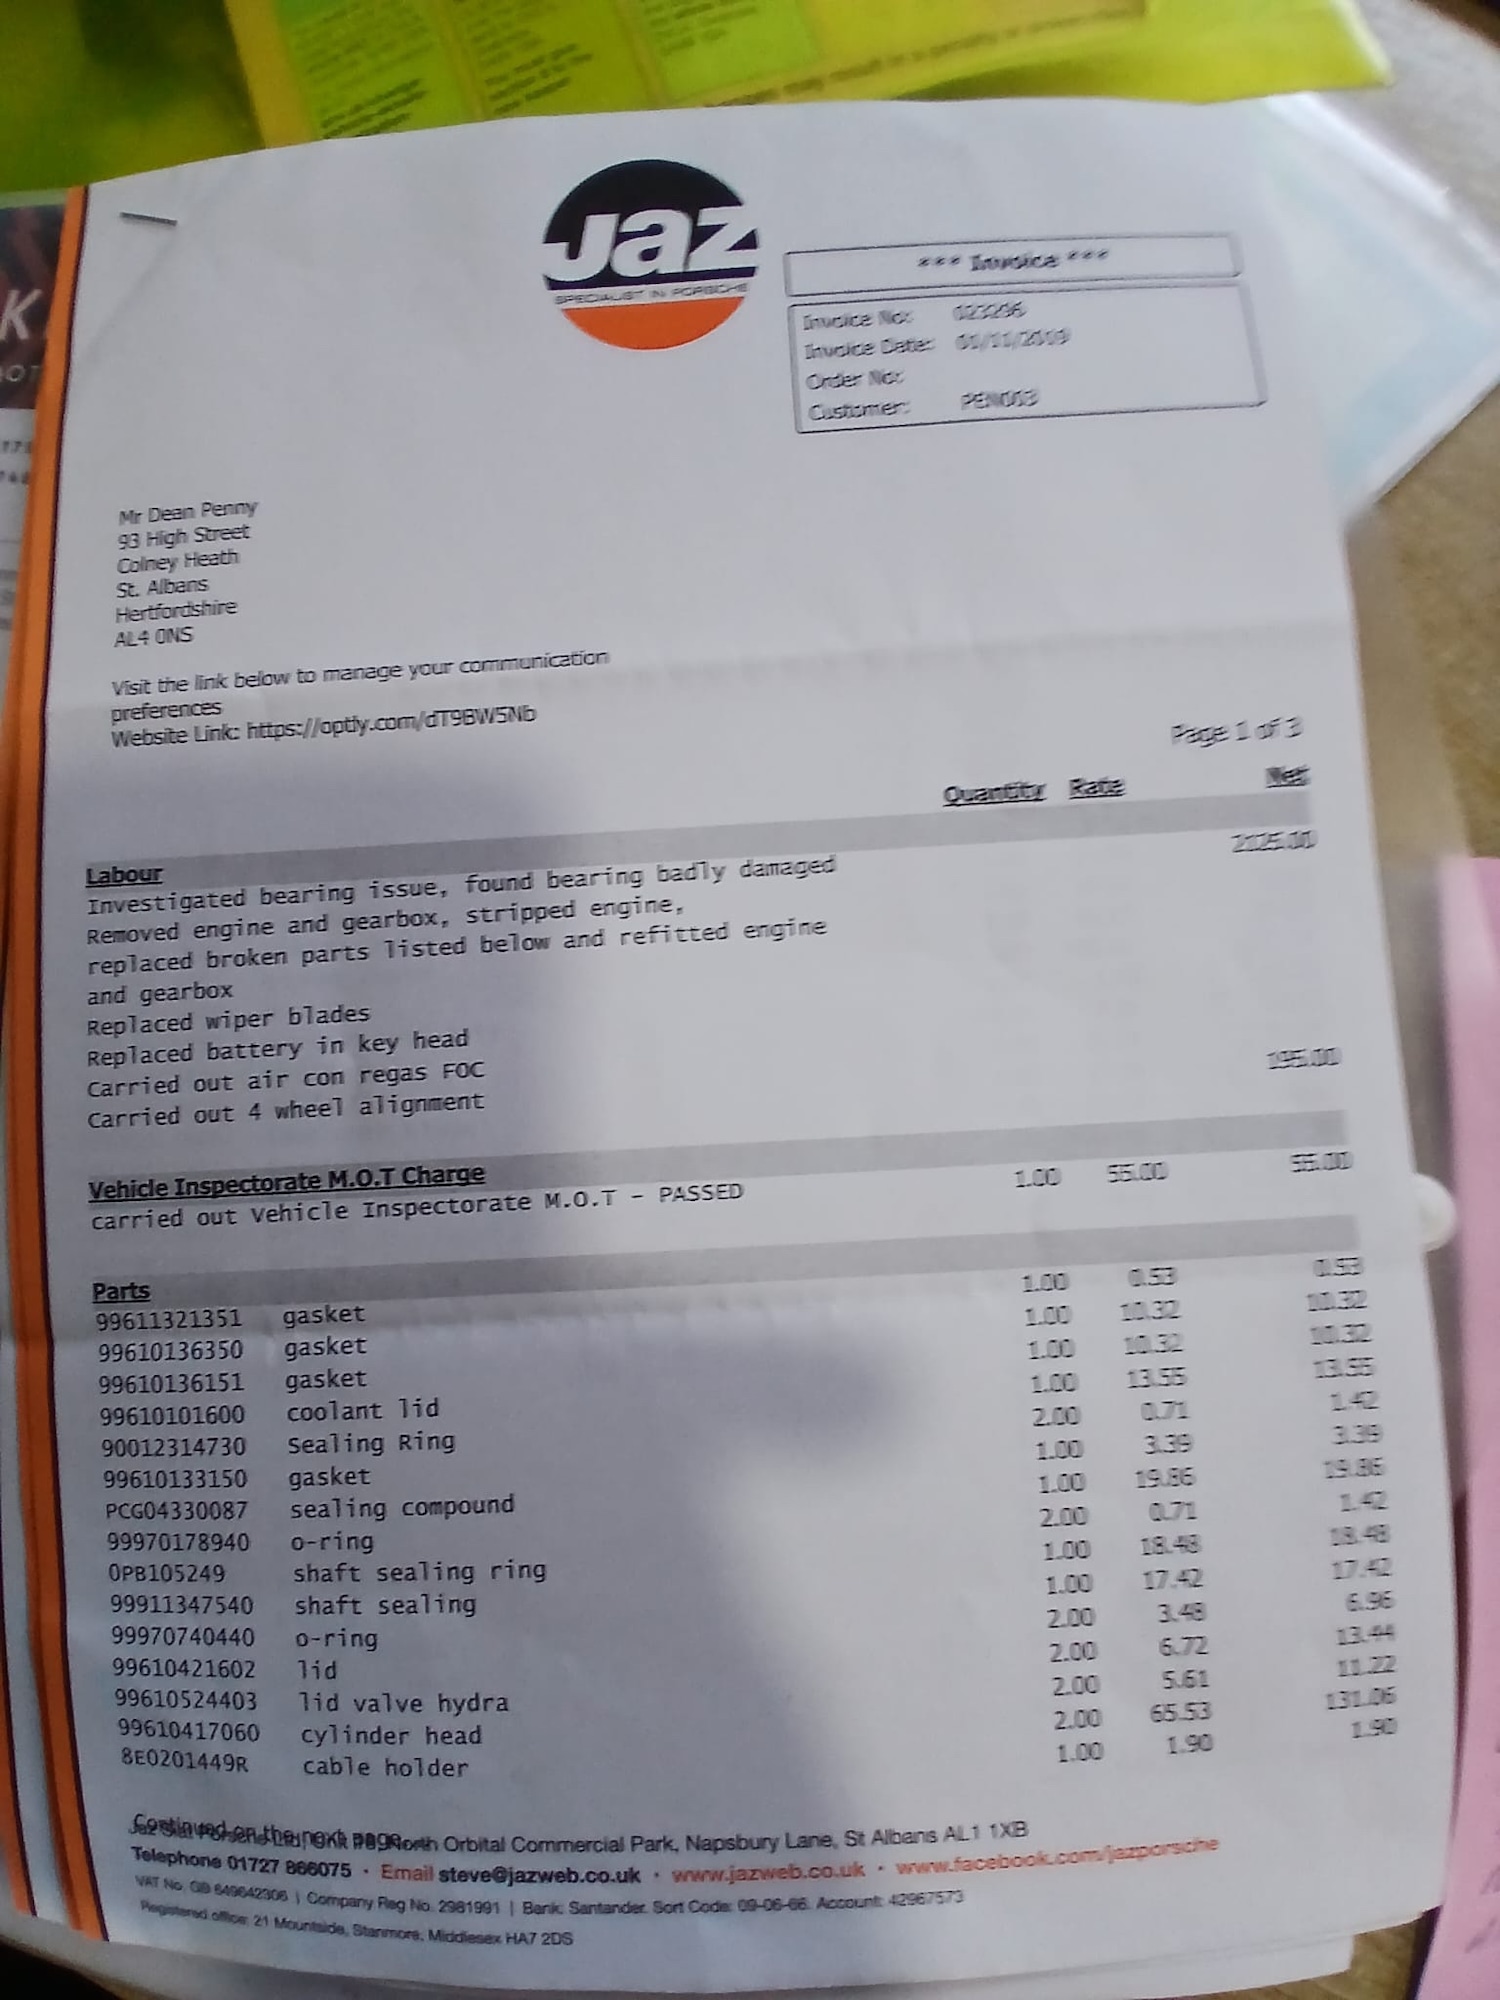 Jaz
SPECIALIST IN PORSCHE
*** Invoice ***
Invoice No: 023296
Invoice Date: 01/11/2019
Order No:
Customer: PEN003
Mr Dean Penny
93 High Street
Colney Heath
St. Albans
Hertfordshire
AL4 0NS
Visit the link below to manage your communication
preferences
Website Link: https://optly.com/dT9BW5Nb
Page 1 of 3
Quantity Rate Net
Labour
Investigated bearing issue, found bearing badly damaged 2125.00
Removed engine and gearbox, stripped engine,
replaced broken parts listed below and refitted engine
and gearbox
Replaced wiper blades
Replaced battery in key head
Carried out air con regas FOC
Carried out 4 wheel alignment 195.00
Vehicle Inspectorate M.O.T Charge
carried out Vehicle Inspectorate M.O.T - PASSED 1.00 55.00 55.00
Parts
99611321351 gasket 1.00 0.53 0.53
99610136350 gasket 1.00 10.32 10.32
99610136151 gasket 1.00 10.32 10.32
99610101600 coolant lid 1.00 13.55 13.55
90012314730 Sealing Ring 2.00 0.71 1.42
99610133150 gasket 1.00 3.39 3.39
PCG04330087 sealing compound 1.00 19.86 19.86
99970178940 o-ring 2.00 0.71 1.42
0PB105249 shaft sealing ring 1.00 18.48 18.48
99911347540 shaft sealing 1.00 17.42 17.42
99970740440 o-ring 2.00 3.48 6.96
99610421602 lid 2.00 6.72 13.44
99610524403 lid valve hydra 2.00 5.61 11.22
99610417060 cylinder head 2.00 65.53 131.06
8E0201449R cable holder 1.00 1.90 1.90
Continued on the next page
North Orbital Commercial Park, Napsbury Lane, St Albans AL1 1XB
Telephone 01727 866075 · Email steve@jazweb.co.uk · www.jazweb.co.uk · www.facebook.com/jazporsche
VAT No. GB 649642306 | Company Reg No. 2981991 | Bank: Santander. Sort Code: 09-06-66. Account: 42967573
Registered office: 21 Mountside, Stanmore, Middlesex HA7 2DS